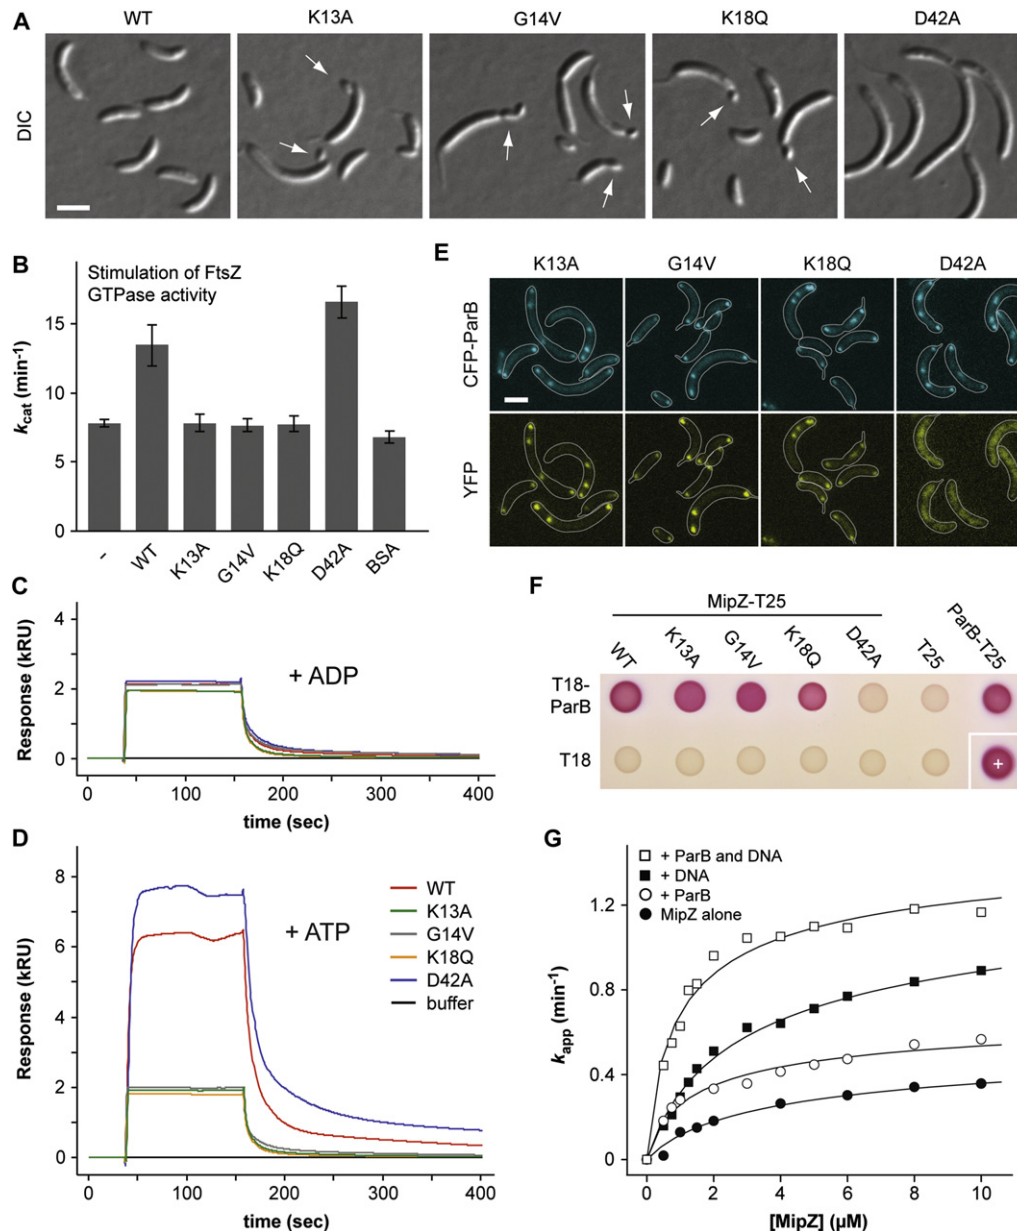 A
WT
K13A
G14V
K18Q
D42A
DIC
B
Stimulation of FtsZ
GTPase activity
kcat (min-1)
15
10
5
0
-
WT
K13A
G14V
K18Q
D42A
BSA
E
K13A
G14V
K18Q
D42A
CFP-ParB
YFP
C
Response (kRU)
4
2
0
+ ADP
0
100
200
300
400
time (sec)
D
Response (kRU)
8
6
4
2
0
+ ATP
WT
K13A
G14V
K18Q
D42A
buffer
0
100
200
300
400
time (sec)
F
MipZ-T25
WT
K13A
G14V
K18Q
D42A
T25
ParB-T25
T18-
ParB
T18
+
G
+ ParB and DNA
+ DNA
+ ParB
MipZ alone
kapp (min-1)
1.2
0.8
0.4
0
0
2
4
6
8
10
[MipZ] (µM)